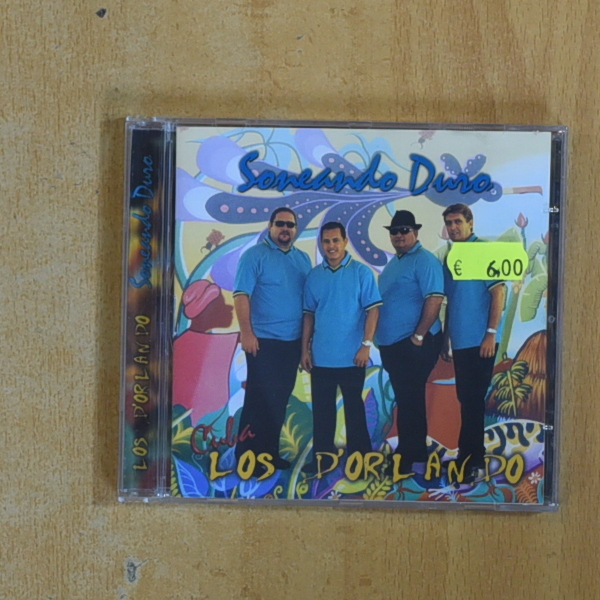 Soneando Duro
€ 6,00
Cuba
LOS D'ORLANDO
LOS D'ORLANDO Soneando Duro